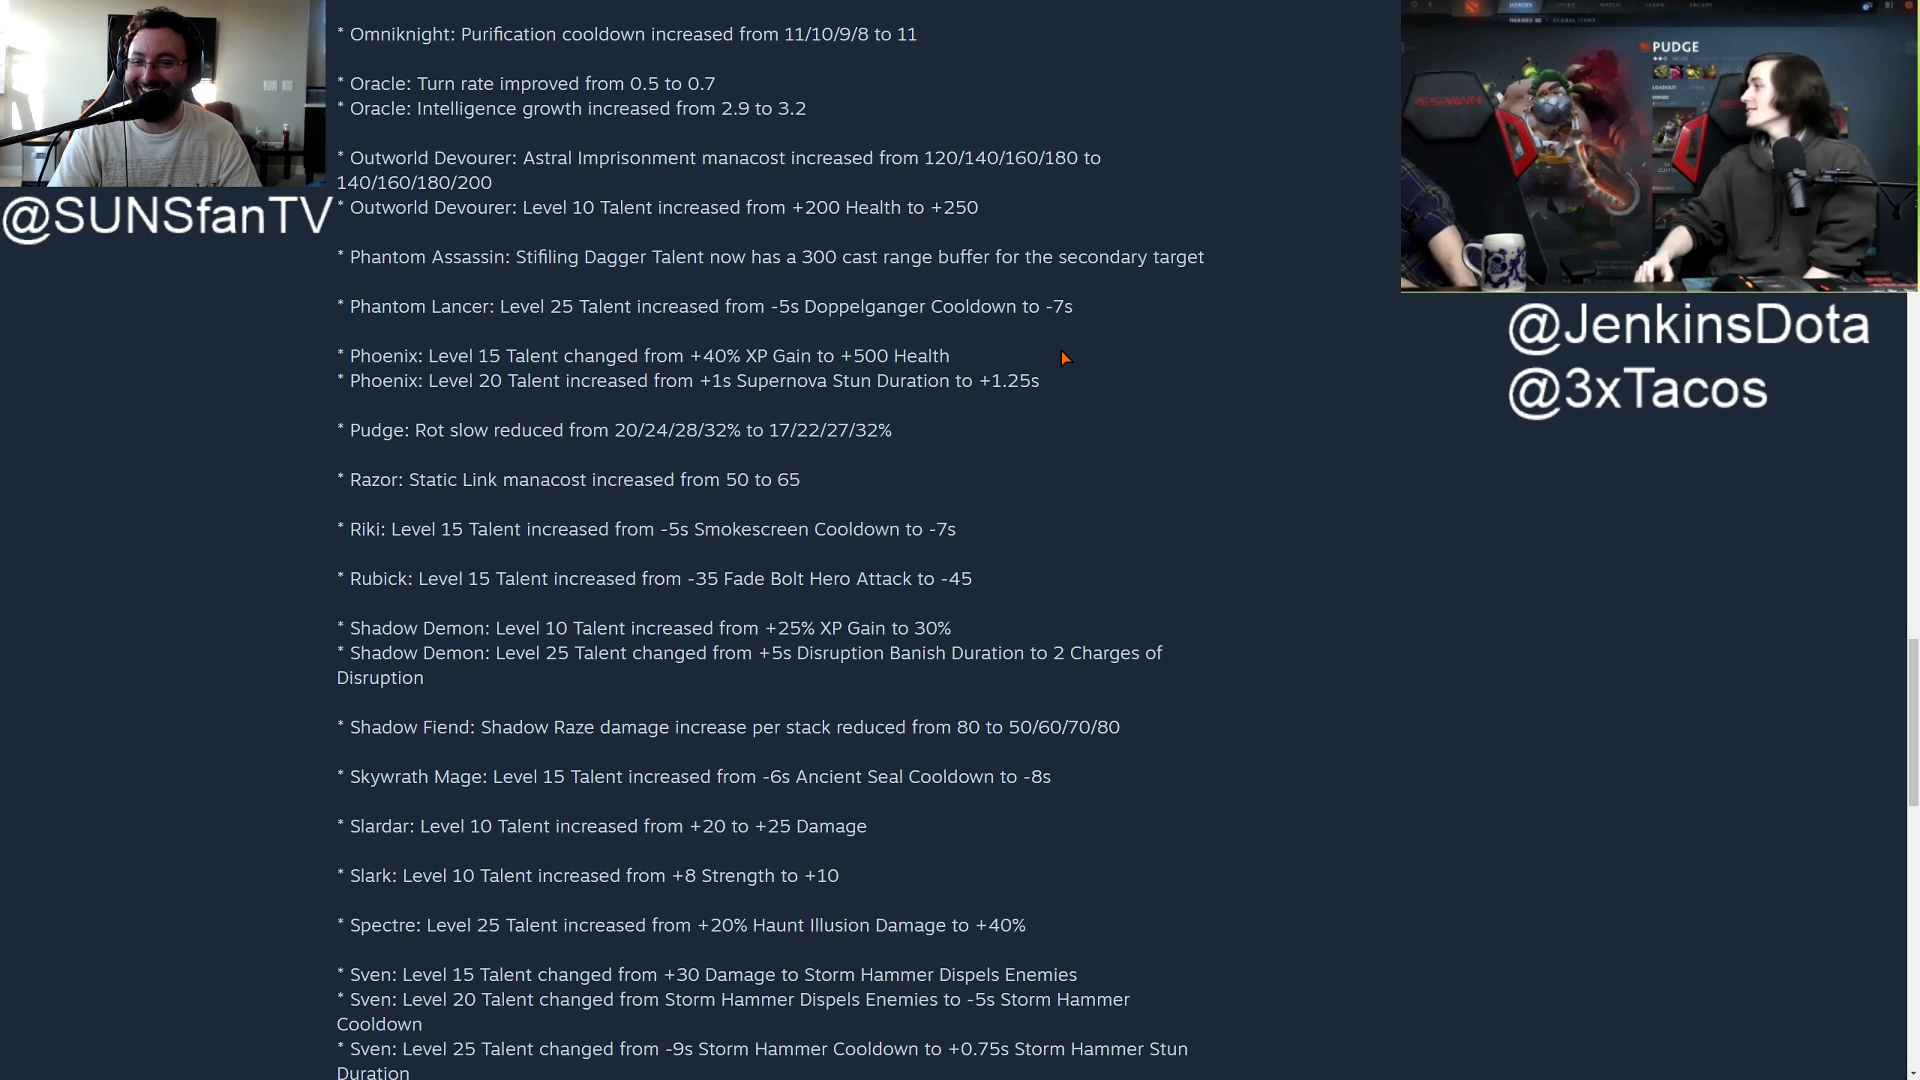 * Omniknight: Purification cooldown increased from 11/10/9/8 to 11
* Oracle: Turn rate improved from 0.5 to 0.7
* Oracle: Intelligence growth increased from 2.9 to 3.2
* Outworld Devourer: Astral Imprisonment manacost increased from 120/140/160/180 to
140/160/180/200
* Outworld Devourer: Level 10 Talent increased from +200 Health to +250
* Phantom Assassin: Stifiling Dagger Talent now has a 300 cast range buffer for the secondary target
* Phantom Lancer: Level 25 Talent increased from -5s Doppelganger Cooldown to -7s
* Phoenix: Level 15 Talent changed from +40% XP Gain to +500 Health
* Phoenix: Level 20 Talent increased from +1s Supernova Stun Duration to +1.25s
* Pudge: Rot slow reduced from 20/24/28/32% to 17/22/27/32%
* Razor: Static Link manacost increased from 50 to 65
* Riki: Level 15 Talent increased from -5s Smokescreen Cooldown to -7s
* Rubick: Level 15 Talent increased from -35 Fade Bolt Hero Attack to -45
* Shadow Demon: Level 10 Talent increased from +25% XP Gain to 30%
* Shadow Demon: Level 25 Talent changed from +5s Disruption Banish Duration to 2 Charges of
Disruption
* Shadow Fiend: Shadow Raze damage increase per stack reduced from 80 to 50/60/70/80
* Skywrath Mage: Level 15 Talent increased from -6s Ancient Seal Cooldown to -8s
* Slardar: Level 10 Talent increased from +20 to +25 Damage
* Slark: Level 10 Talent increased from +8 Strength to +10
* Spectre: Level 25 Talent increased from +20% Haunt Illusion Damage to +40%
* Sven: Level 15 Talent changed from +30 Damage to Storm Hammer Dispels Enemies
* Sven: Level 20 Talent changed from Storm Hammer Dispels Enemies to -5s Storm Hammer
Cooldown
* Sven: Level 25 Talent changed from -9s Storm Hammer Cooldown to +0.75s Storm Hammer Stun
Duration
@SUNSfanTV
HEROES STORE WATCH LEARN ARCADE
HEROES GLOBAL ITEMS
PUDGE
LOADOUT
RESPAWN
@JenkinsDota
@3xTacos